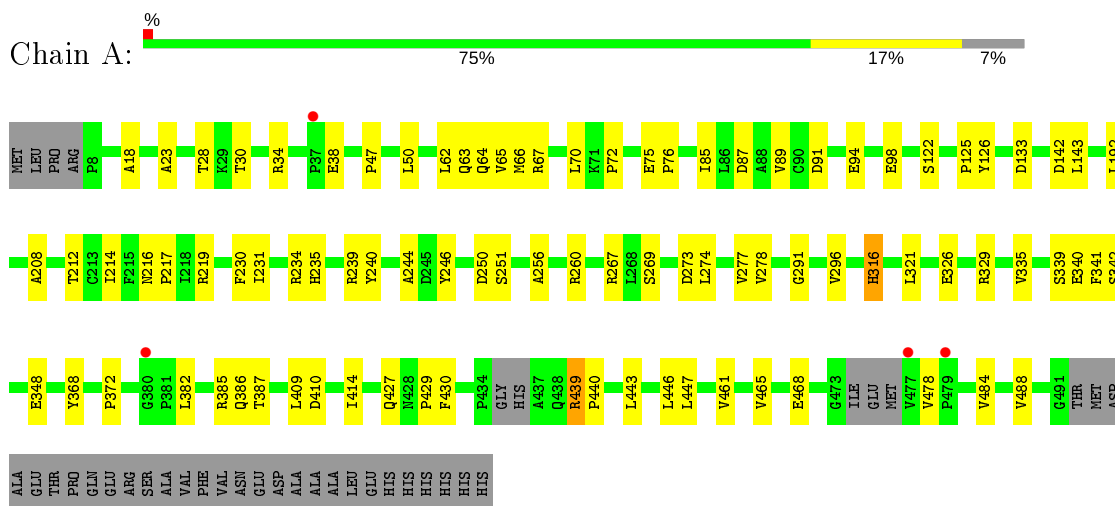 %
Chain A:
75% 17% 7%
MET LEU PRO ARG P8 A18 A23 T28 K29 T30 R34 P37 E38 P47 L50 L62 Q63 Q64 V65 M66 R67 L70 K71 P72 E75 P76 I85 L86 D87 A88 V89 C90 D91 E94 E98 S122 P125 Y126 D133 D142 L143
A208 T212 C213 I214 F215 N216 P217 I218 R219 F230 I231 R234 H235 R239 Y240 A244 D245 Y246 D250 S251 A256 R260 R267 L268 S269 D273 L274 V277 V278 G291 V296 H316 L321 E326 R329 V335 S339 E340 F341
E348 Y368 P372 G380 P381 L382 R385 Q386 T387 L409 D410 I414 Q427 N428 P429 F430 P434 GLY HIS A437 Q438 R439 P440 L443 L446 L447 V461 V465 E468 G473 ILE GLU MET V477 V478 P479 V484 V488 G491 THR MET ASP
ALA GLU THR PRO GLN GLU ARG SER ALA VAL PHE VAL ASN GLU ASP ALA ALA ALA LEU GLU HIS HIS HIS HIS HIS HIS